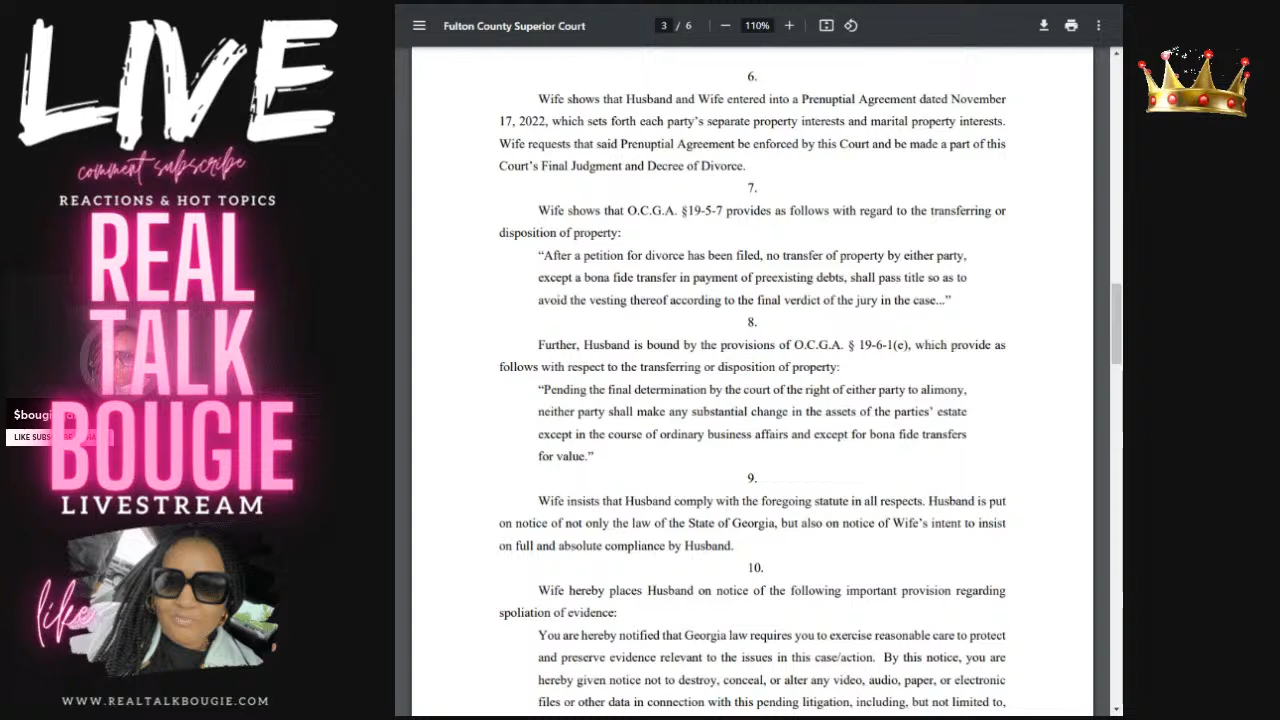 LIVE
comment subscribe
REACTIONS & HOT TOPICS
REAL
TALK
BOUGIE
LIVESTREAM
like
WWW.REALTALKBOUGIE.COM
Fulton County Superior Court
3 / 6
110%
6.
Wife shows that Husband and Wife entered into a Prenuptial Agreement dated November
17, 2022, which sets forth each party's separate property interests and marital property interests.
Wife requests that said Prenuptial Agreement be enforced by this Court and be made a part of this
Court's Final Judgment and Decree of Divorce.
7.
Wife shows that O.C.G.A. §19-5-7 provides as follows with regard to the transferring or
disposition of property:
“After a petition for divorce has been filed, no transfer of property by either party,
except a bona fide transfer in payment of preexisting debts, shall pass title so as to
avoid the vesting thereof according to the final verdict of the jury in the case...”
8.
Further, Husband is bound by the provisions of O.C.G.A. § 19-6-1(c), which provide as
follows with respect to the transferring or disposition of property:
“Pending the final determination by the court of the right of either party to alimony,
neither party shall make any substantial change in the assets of the parties' estate
except in the course of ordinary business affairs and except for bona fide transfers
for value.”
9.
Wife insists that Husband comply with the foregoing statute in all respects. Husband is put
on notice of not only the law of the State of Georgia, but also on notice of Wife's intent to insist
on full and absolute compliance by Husband.
10.
Wife hereby places Husband on notice of the following important provision regarding
spoliation of evidence:
You are hereby notified that Georgia law requires you to exercise reasonable care to protect
and preserve evidence relevant to the issues in this case/action. By this notice, you are
hereby given notice not to destroy, conceal, or alter any video, audio, paper, or electronic
files or other data in connection with this pending litigation, including, but not limited to,